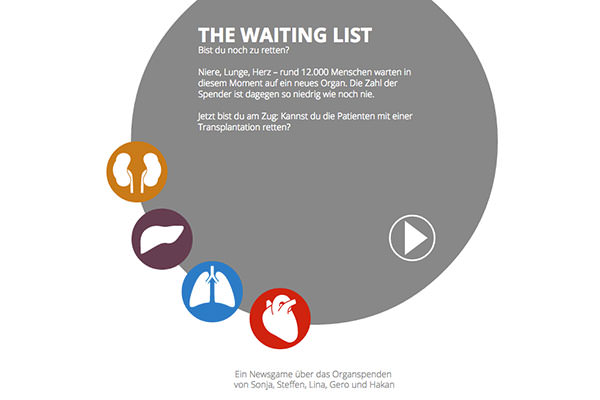 THE WAITING LIST
Bist du noch zu retten?
Niere, Lunge, Herz – rund 12.000 Menschen warten in
diesem Moment auf ein neues Organ. Die Zahl der
Spender ist dagegen so niedrig wie noch nie.
Jetzt bist du am Zug: Kannst du die Patienten mit einer
Transplantation retten?
Ein Newsgame über das Organspenden
von Sonja, Steffen, Lina, Gero und Hakan